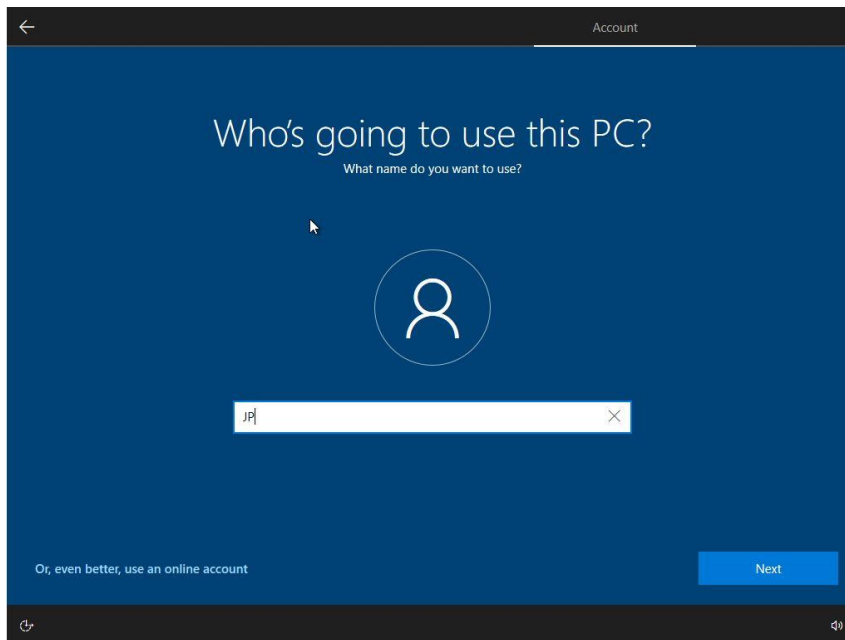 Account
Who's going to use this PC?
What name do you want to use?
JP
Or, even better, use an online account
Next